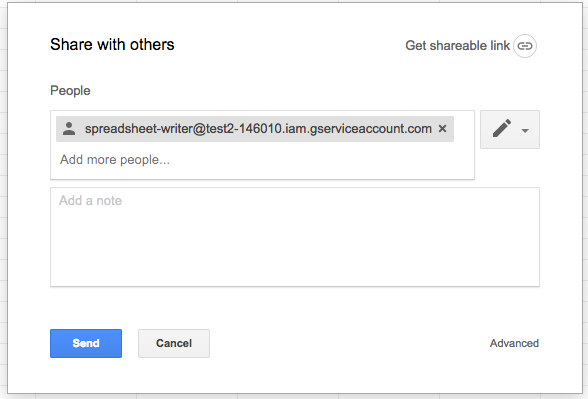 Share with others
Get shareable link
People
spreadsheet-writer@test2-146010.iam.gserviceaccount.com ×
Add more people...
Add a note
Send
Cancel
Advanced